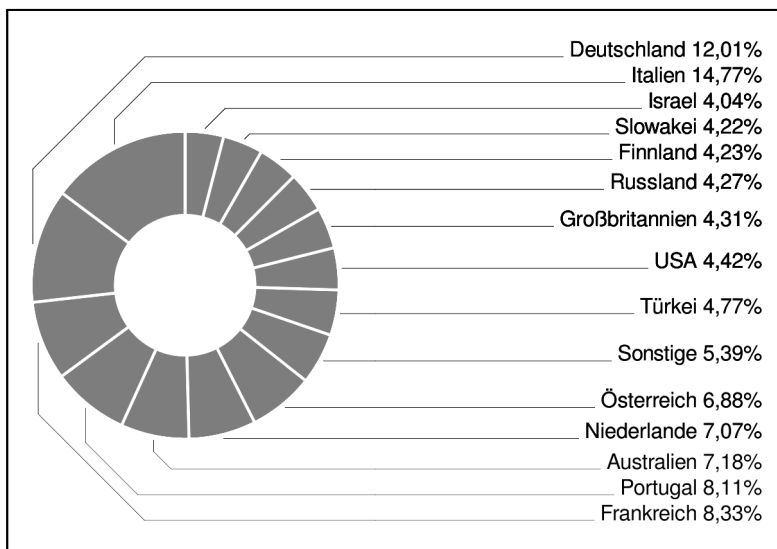 Deutschland 12,01%
Italien 14,77%
Israel 4,04%
Slowakei 4,22%
Finnland 4,23%
Russland 4,27%
Großbritannien 4,31%
USA 4,42%
Türkei 4,77%
Sonstige 5,39%
Österreich 6,88%
Niederlande 7,07%
Australien 7,18%
Portugal 8,11%
Frankreich 8,33%